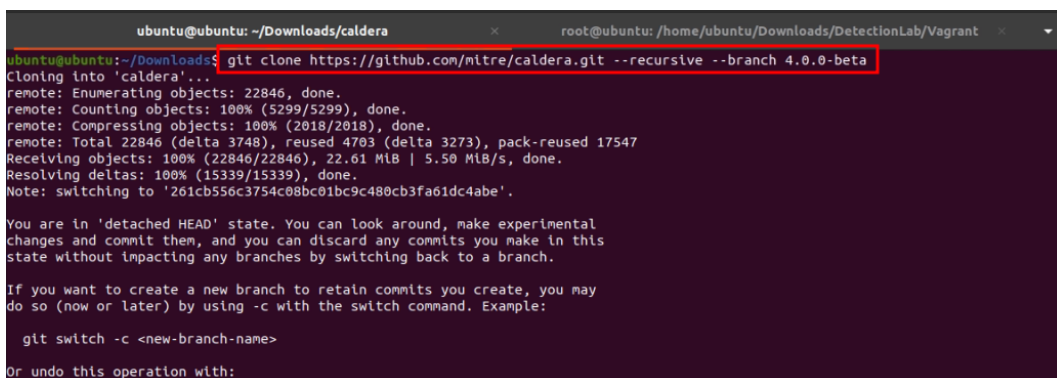 ubuntu@ubuntu: ~/Downloads/caldera × root@ubuntu: /home/ubuntu/Downloads/DetectionLab/Vagrant ×
ubuntu@ubuntu:~/Downloads$ git clone https://github.com/mitre/caldera.git --recursive --branch 4.0.0-beta
Cloning into 'caldera'...
remote: Enumerating objects: 22846, done.
remote: Counting objects: 100% (5299/5299), done.
remote: Compressing objects: 100% (2018/2018), done.
remote: Total 22846 (delta 3748), reused 4703 (delta 3273), pack-reused 17547
Receiving objects: 100% (22846/22846), 22.61 MiB | 5.50 MiB/s, done.
Resolving deltas: 100% (15339/15339), done.
Note: switching to '261cb556c3754c08bc01bc9c480cb3fa61dc4abe'.
You are in 'detached HEAD' state. You can look around, make experimental
changes and commit them, and you can discard any commits you make in this
state without impacting any branches by switching back to a branch.
If you want to create a new branch to retain commits you create, you may
do so (now or later) by using -c with the switch command. Example:
git switch -c <new-branch-name>
Or undo this operation with: